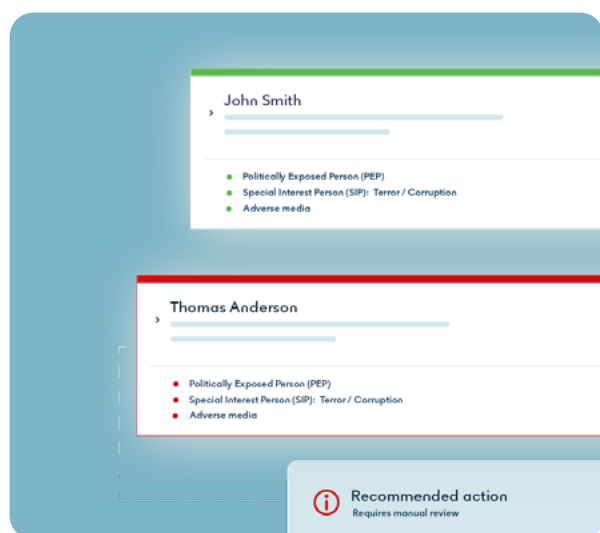 John Smith
Politically Exposed Person (PEP)
Special Interest Person (SIP): Terror / Corruption
Adverse media
Thomas Anderson
Politically Exposed Person (PEP)
Special Interest Person (SIP): Terror / Corruption
Adverse media
Recommended action
Requires manual review